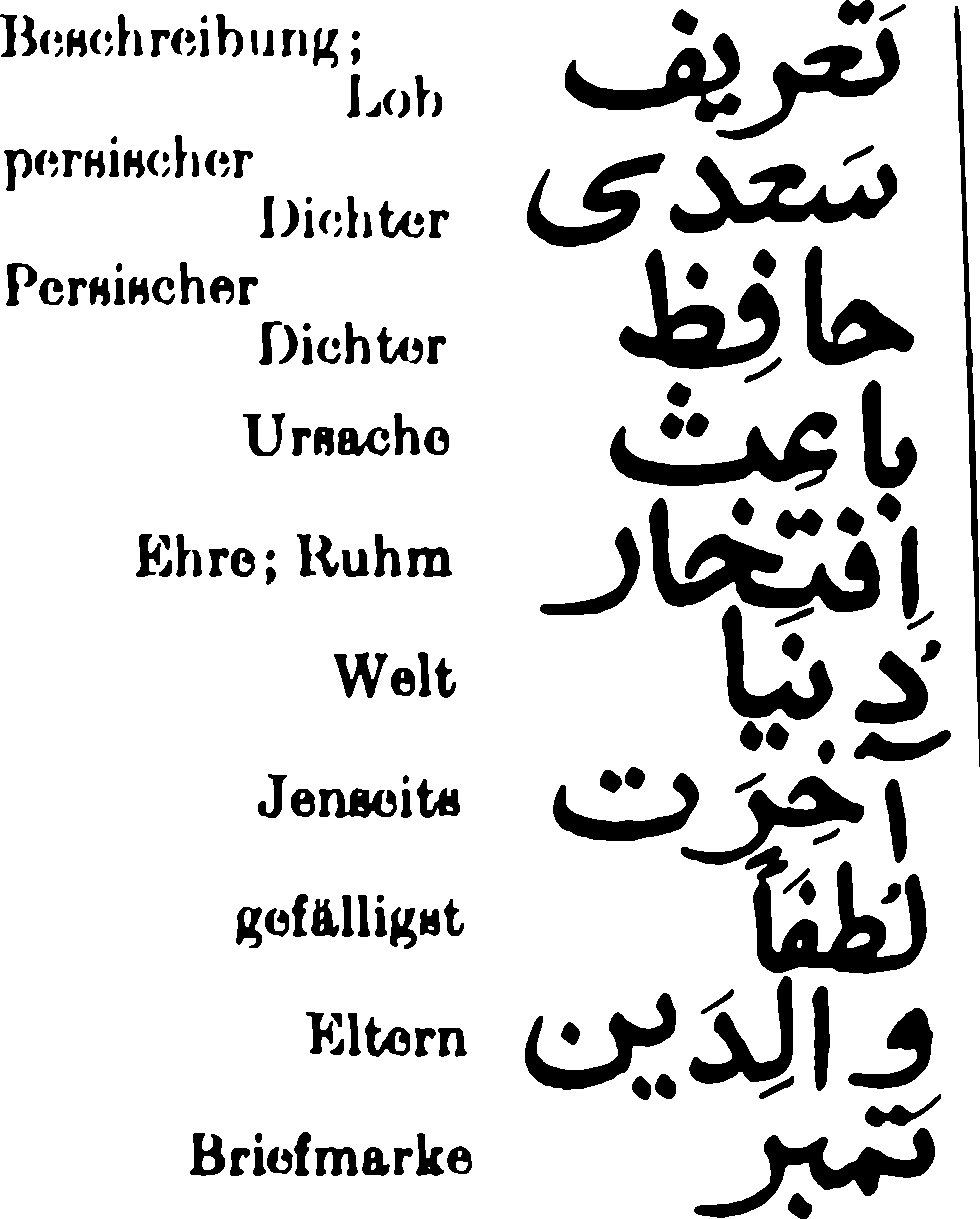 Beschreibung; تَعریف
Lob
persischer سَعدی
Dichter
Persischer حافِظ
Dichter
Ursache باعِث
Ehre; Ruhm اِفتِخار
Welt دُنیا
Jenseits آخِرَت
gefälligst لُطفَاً
Eltern والِدَین
Briefmarke تَمبر